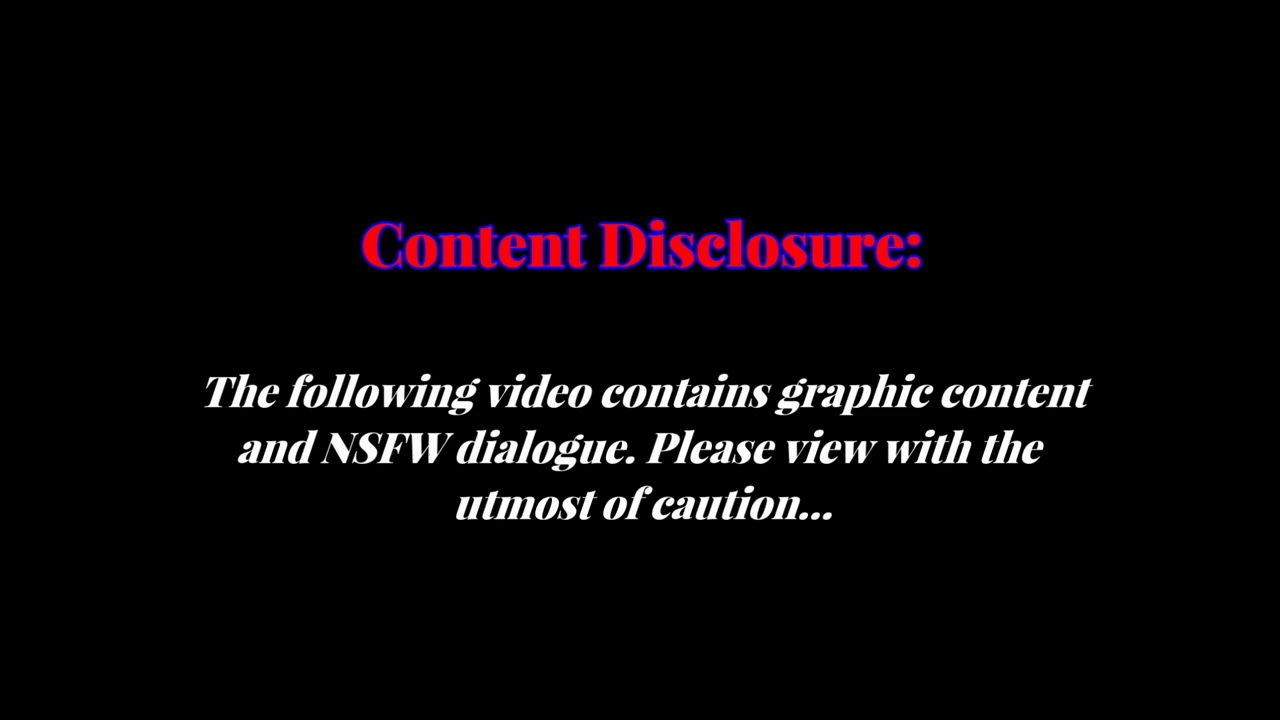 Content Disclosure:
The following video contains graphic content
and NSFW dialogue. Please view with the
utmost of caution...